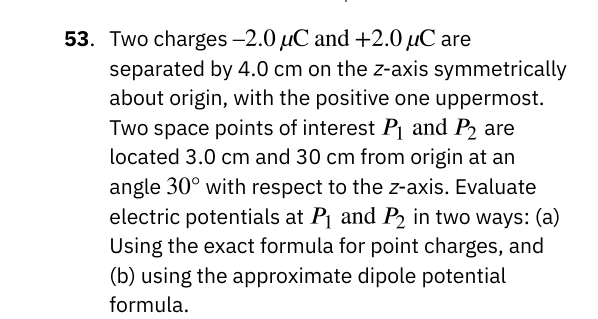 53. Two charges –2.0 μC and +2.0 μC are
separated by 4.0 cm on the z-axis symmetrically
about origin, with the positive one uppermost.
Two space points of interest P₁ and P₂ are
located 3.0 cm and 30 cm from origin at an
angle 30° with respect to the z-axis. Evaluate
electric potentials at P₁ and P₂ in two ways: (a)
Using the exact formula for point charges, and
(b) using the approximate dipole potential
formula.